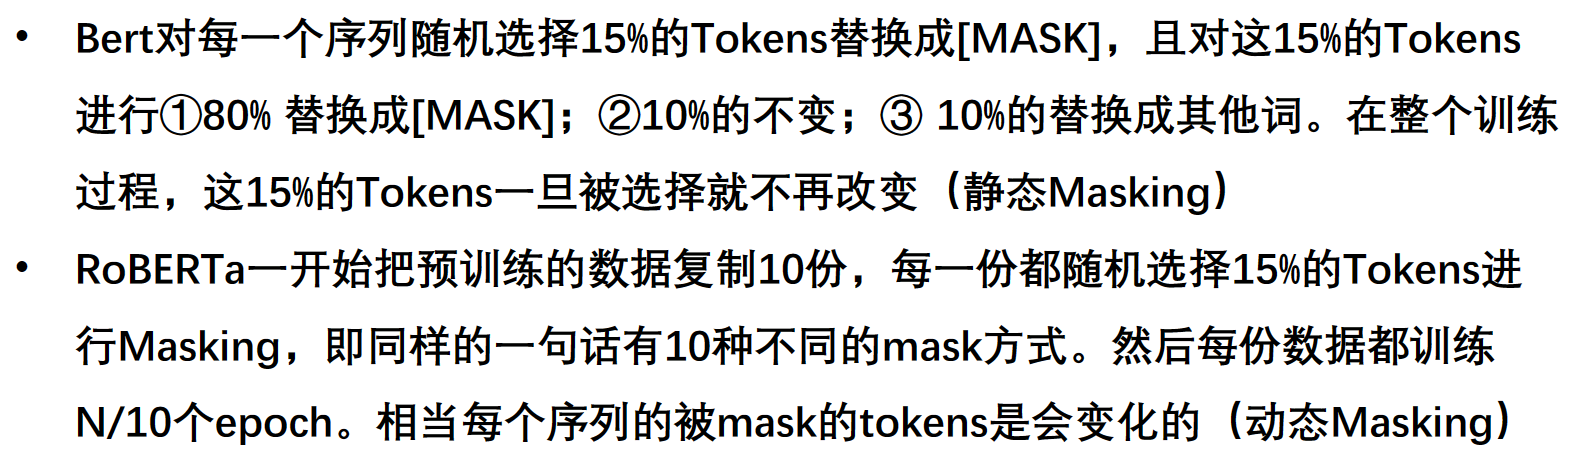 • Bert对每一个序列随机选择15%的Tokens替换成[MASK]，且对这15%的Tokens
进行①80% 替换成[MASK]；②10%的不变；③ 10%的替换成其他词。在整个训练
过程，这15%的Tokens一旦被选择就不再改变（静态Masking）
• RoBERTa一开始把预训练的数据复制10份，每一份都随机选择15%的Tokens进
行Masking，即同样的一句话有10种不同的mask方式。然后每份数据都训练
N/10个epoch。相当每个序列的被mask的tokens是会变化的（动态Masking）